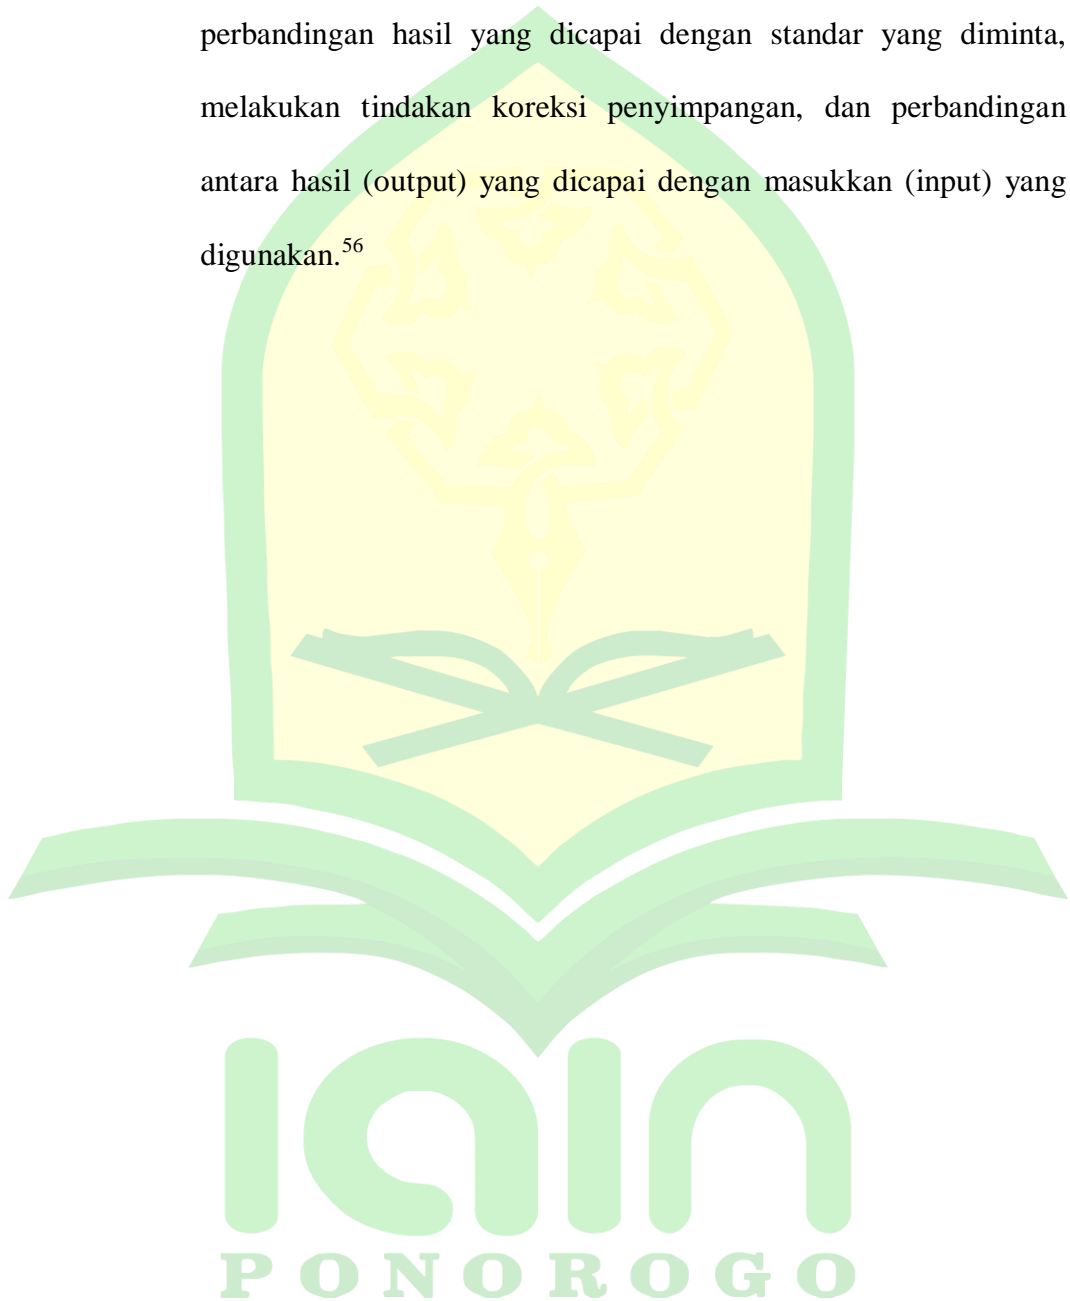 perbandingan hasil yang dicapai dengan standar yang diminta,
melakukan tindakan koreksi penyimpangan, dan perbandingan
antara hasil (output) yang dicapai dengan masukkan (input) yang
digunakan.56
iain
PONOROGO